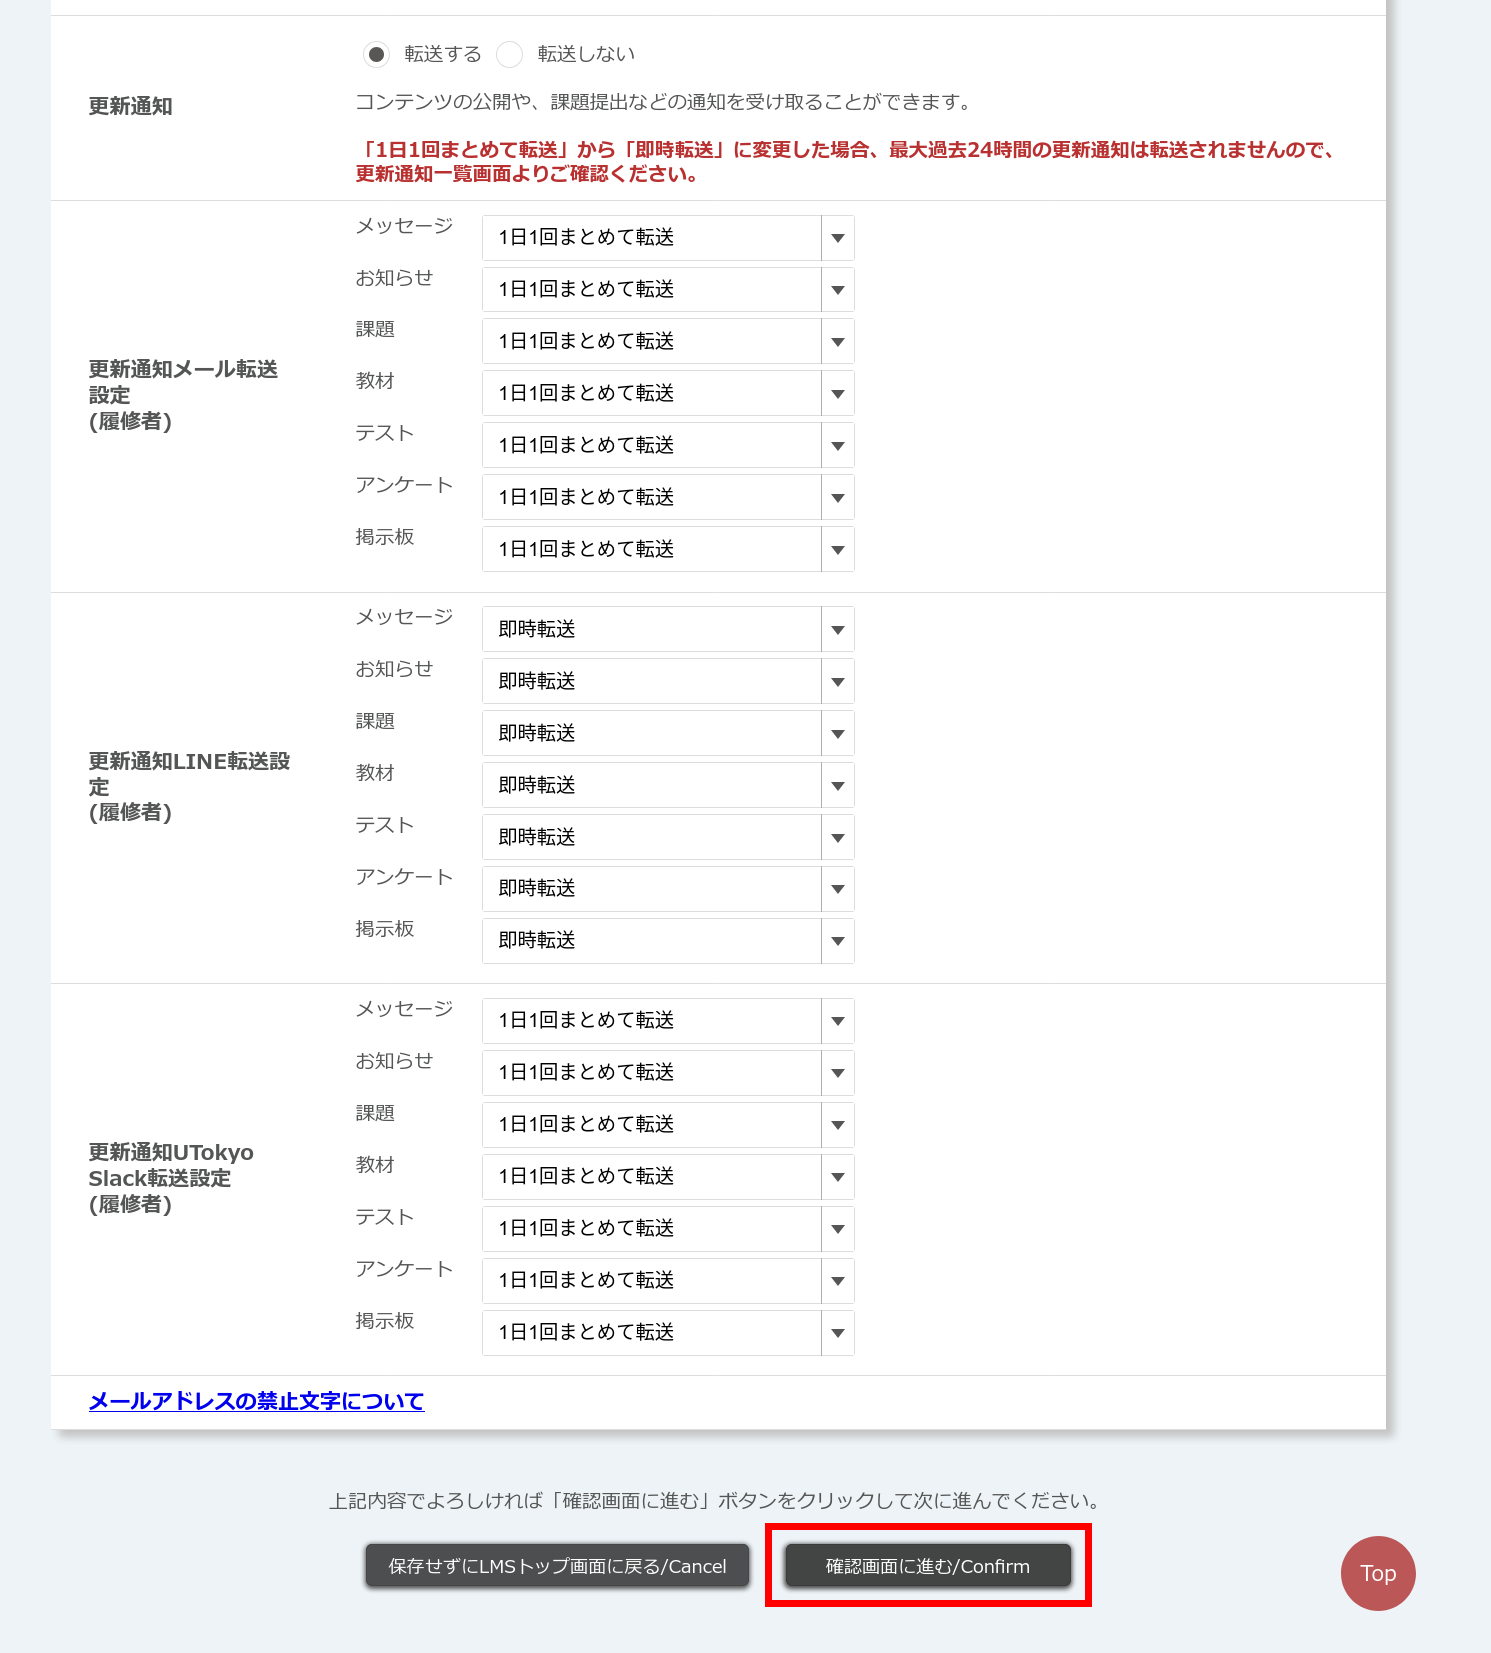 転送する 転送しない
更新通知
コンテンツの公開や、課題提出などの通知を受け取ることができます。
「1日1回まとめて転送」から「即時転送」に変更した場合、最大過去24時間の更新通知は転送されませんので、
更新通知一覧画面よりご確認ください。
更新通知メール転送
設定
(履修者)
メッセージ 1日1回まとめて転送
お知らせ 1日1回まとめて転送
課題 1日1回まとめて転送
教材 1日1回まとめて転送
テスト 1日1回まとめて転送
アンケート 1日1回まとめて転送
掲示板 1日1回まとめて転送
更新通知LINE転送設
定
(履修者)
メッセージ 即時転送
お知らせ 即時転送
課題 即時転送
教材 即時転送
テスト 即時転送
アンケート 即時転送
掲示板 即時転送
更新通知UTokyo
Slack転送設定
(履修者)
メッセージ 1日1回まとめて転送
お知らせ 1日1回まとめて転送
課題 1日1回まとめて転送
教材 1日1回まとめて転送
テスト 1日1回まとめて転送
アンケート 1日1回まとめて転送
掲示板 1日1回まとめて転送
メールアドレスの禁止文字について
上記内容でよろしければ「確認画面に進む」ボタンをクリックして次に進んでください。
保存せずにLMSトップ画面に戻る/Cancel 確認画面に進む/Confirm
Top